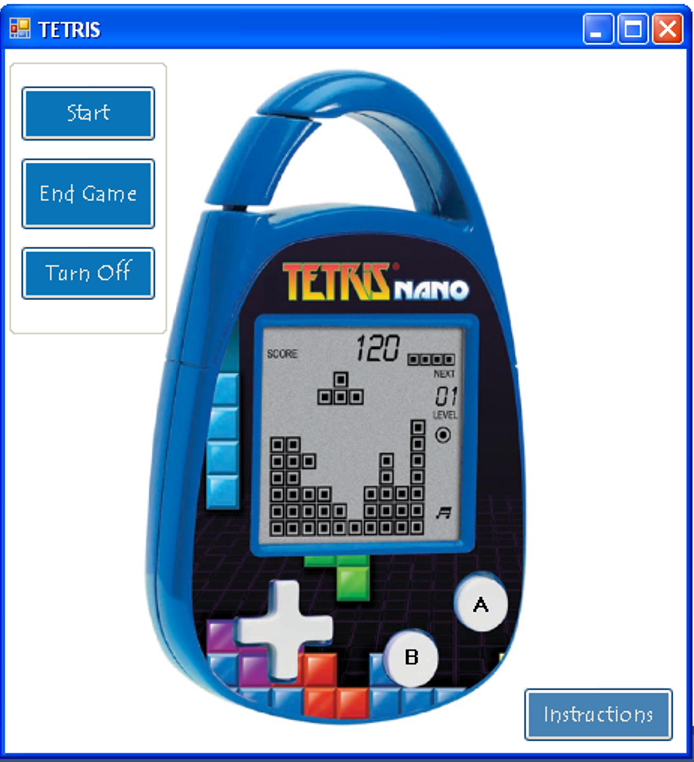 TETRIS
Start
End Game
Turn Off
TETRIS® NANO
SCORE 120
NEXT
01
LEVEL
A
B
Instructions